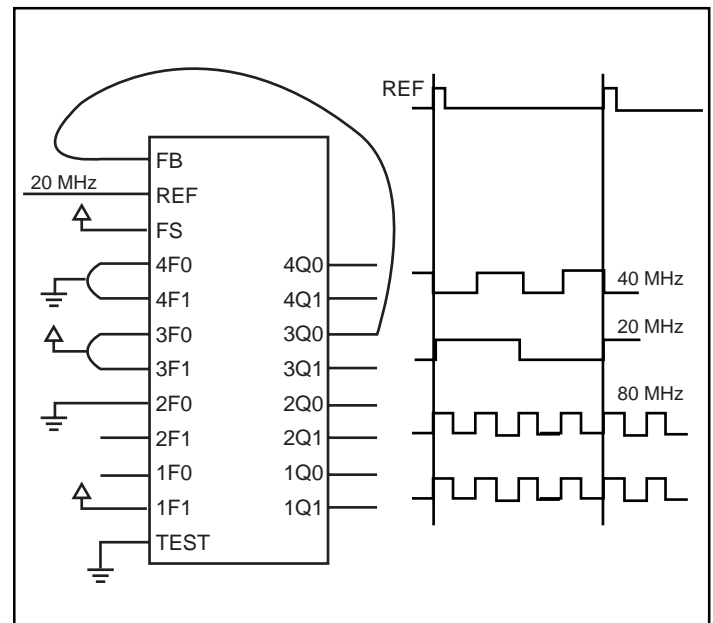 REF
FB
20 MHz
REF
FS
4F0
4Q0
40 MHz
4F1
4Q1
3F0
3Q0
20 MHz
3F1
3Q1
2F0
2Q0
80 MHz
2F1
2Q1
1F0
1Q0
1F1
1Q1
TEST